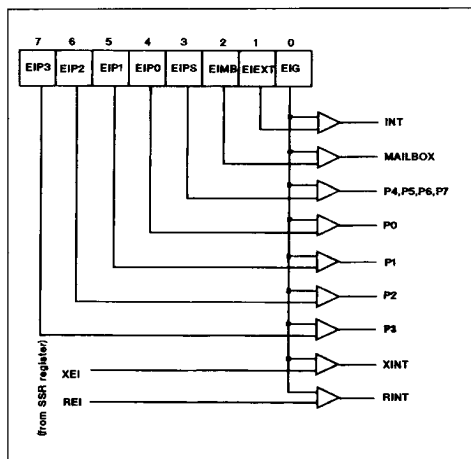 7 6 5 4 3 2 1 0
EIP3 EIP2 EIP1 EIP0 EIPS EIMB EIEXT EIG
INT
MAILBOX
P4,P5,P6,P7
P0
P1
P2
P3
XEI
XINT
REI
RINT
(from SSR register)